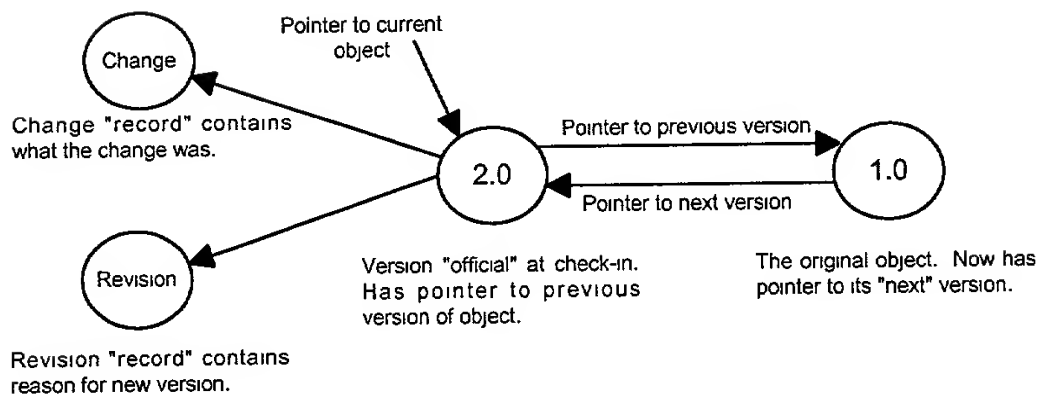 Pointer to current
object
Change
Change "record" contains
what the change was.
Pointer to previous version
2.0
1.0
Pointer to next version
Revision
Version "official" at check-in.
Has pointer to previous
version of object.
The original object. Now has
pointer to its "next" version.
Revision "record" contains
reason for new version.